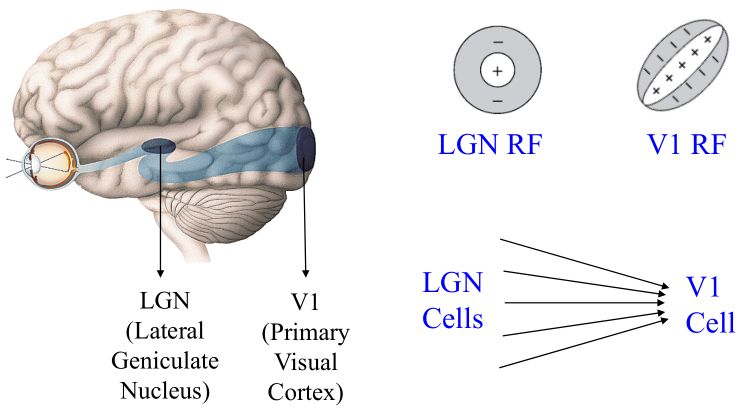 LGN RF
V1 RF
LGN
Cells
V1
Cell
LGN
(Lateral
Geniculate
Nucleus)
V1
(Primary
Visual
Cortex)